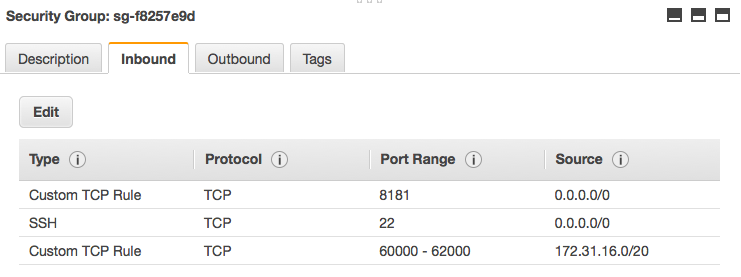 Security Group: sg-f8257e9d
Description Inbound Outbound Tags
Edit
Type i Protocol i Port Range i Source i
Custom TCP Rule TCP 8181 0.0.0.0/0
SSH TCP 22 0.0.0.0/0
Custom TCP Rule TCP 60000 - 62000 172.31.16.0/20